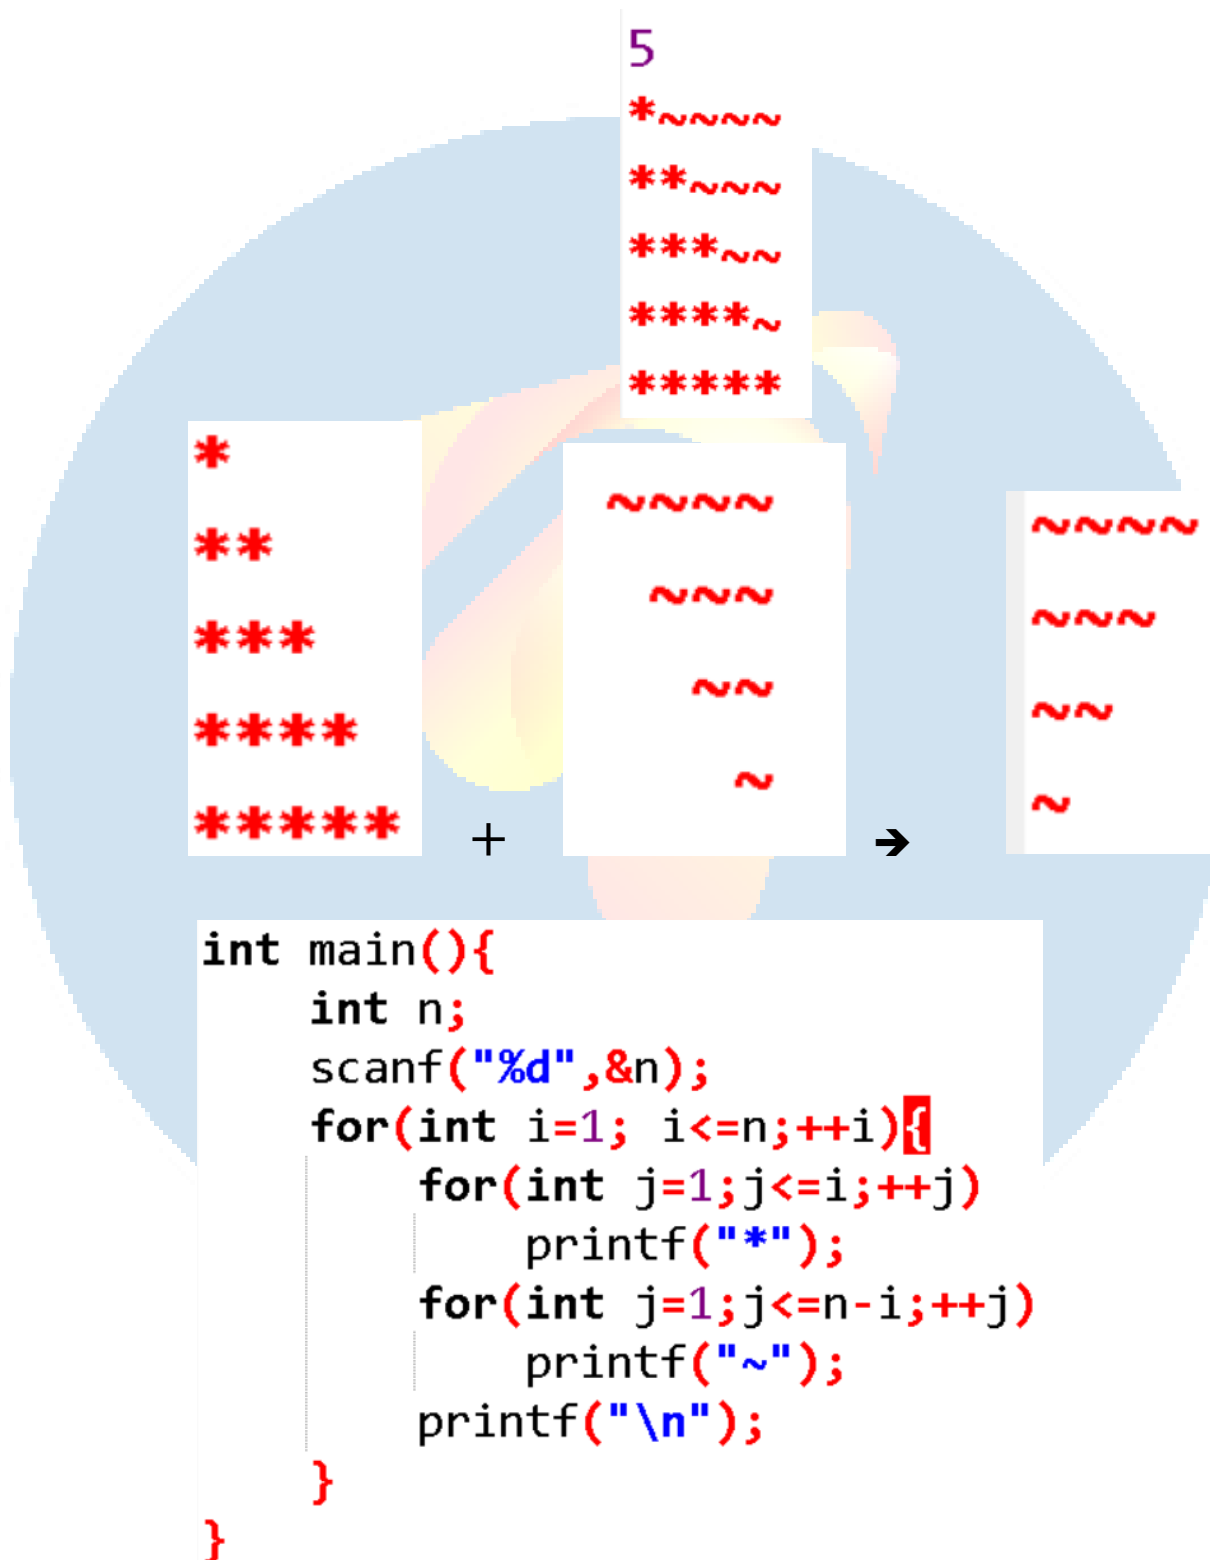 5
*~~~~
**~~~
***~~
****~
*****
*
**
***
****
*****
+
~~~~
~~~
~~
~
➔
~~~~
~~~
~~
~
int main(){
    int n;
    scanf("%d",&n);
    for(int i=1; i<=n;++i){
        for(int j=1;j<=i;++j)
            printf("*");
        for(int j=1;j<=n-i;++j)
            printf("~");
        printf("\n");
    }
}